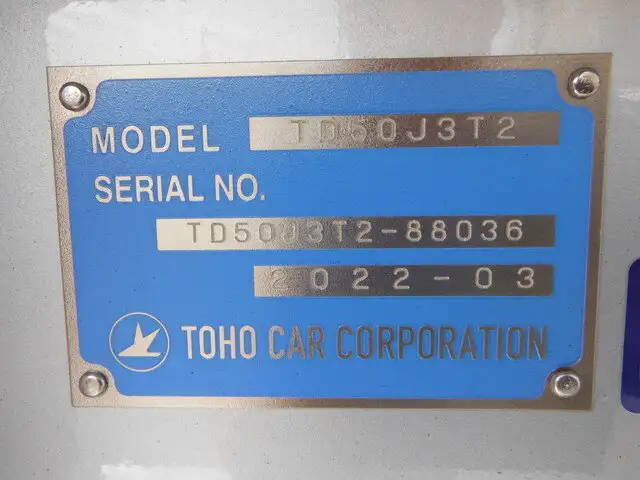 MODEL TD50J3T2
SERIAL NO.
TD50J3T2-88036
2022-03
TOHO CAR CORPORATION